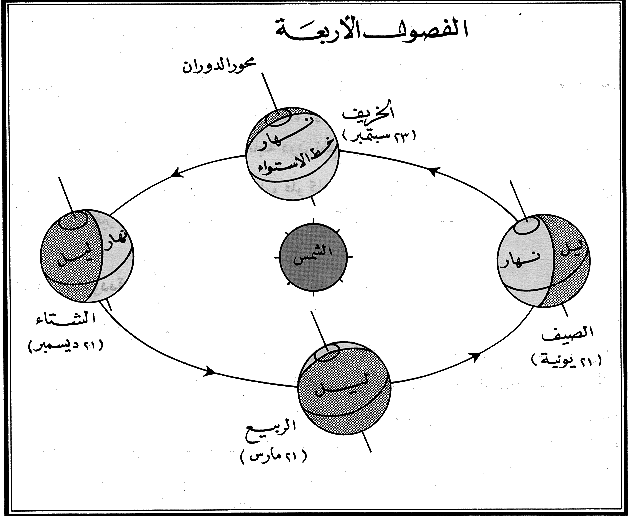 الفصول الأربعة
محور الدوران
الخريف
(٢٣ سبتمبر)
نهار
خط الاستواء
نهار
ليل
الشمس
نهار
ليل
الشتاء
(٢١ ديسمبر)
الصيف
(٢١ يونية)
ليل
الربيع
(٢١ مارس)